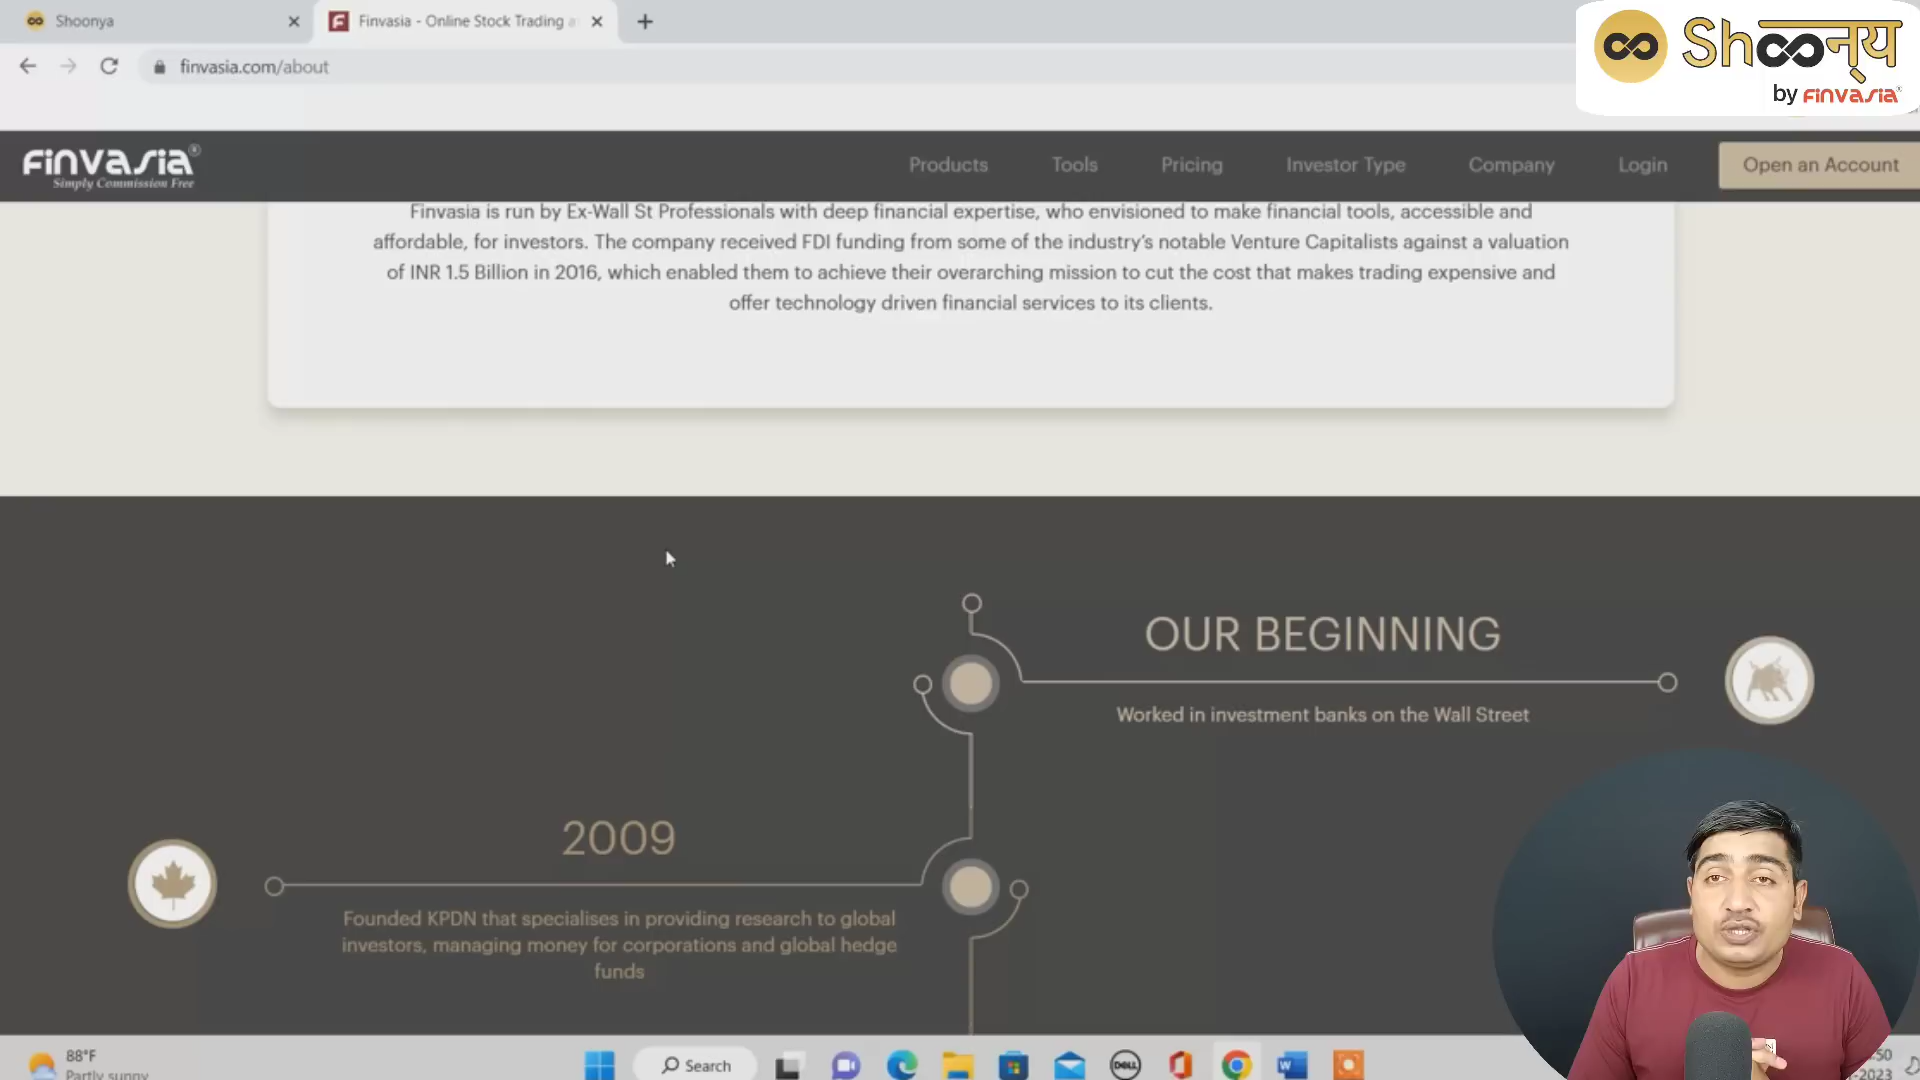 Shoonya
Finvasia - Online Stock Trading a
finvasia.com/about
Shून्य
by FINVASIA
FINVASIA
Simply Commission Free
Products
Tools
Pricing
Investor Type
Company
Login
Open an Account
Finvasia is run by Ex-Wall St Professionals with deep financial expertise, who envisioned to make financial tools, accessible and
affordable, for investors. The company received FDI funding from some of the industry's notable Venture Capitalists against a valuation
of INR 1.5 Billion in 2016, which enabled them to achieve their overarching mission to cut the cost that makes trading expensive and
offer technology driven financial services to its clients.
OUR BEGINNING
Worked in investment banks on the Wall Street
2009
Founded KPDN that specialises in providing research to global
investors, managing money for corporations and global hedge
funds
88°F
Partly sunny
Search
DELL
:50
-2023